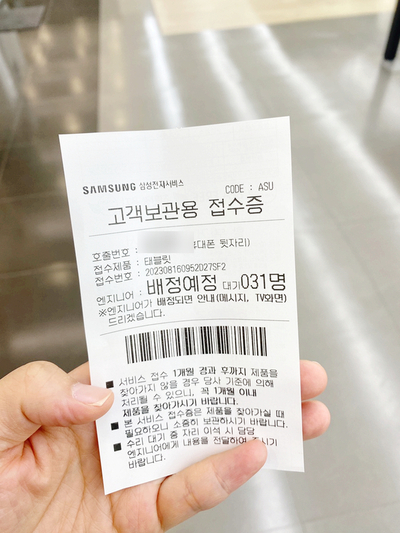 SAMSUNG 삼성전자서비스
CODE : ASU
고객보관용 접수증
호출번호 : :대폰 뒷자리)
접수제품 : 태블릿
접수번호 : 202308160952D27SF2
엔지니어 : 배정예정 대기031명
※엔지니어가 배정되면 안내(메시지, TV화면)
드리겠습니다.
■ 서비스 접수 1개월 경과 후까지 제품을
찾아가지 않을 경우 당사 기준에 의해
처리될 수 있으니, 꼭 1개월 이내
제품을 찾아가시기 바랍니다.
■ 본 서비스 접수증은 제품을 찾아가실 때
필요하오니 소중히 보관하시기 바랍니다.
■ 수리 대기 중 자리 이석 시 담당
엔지니어에게 내용을 전달하여 주시기
바랍니다.